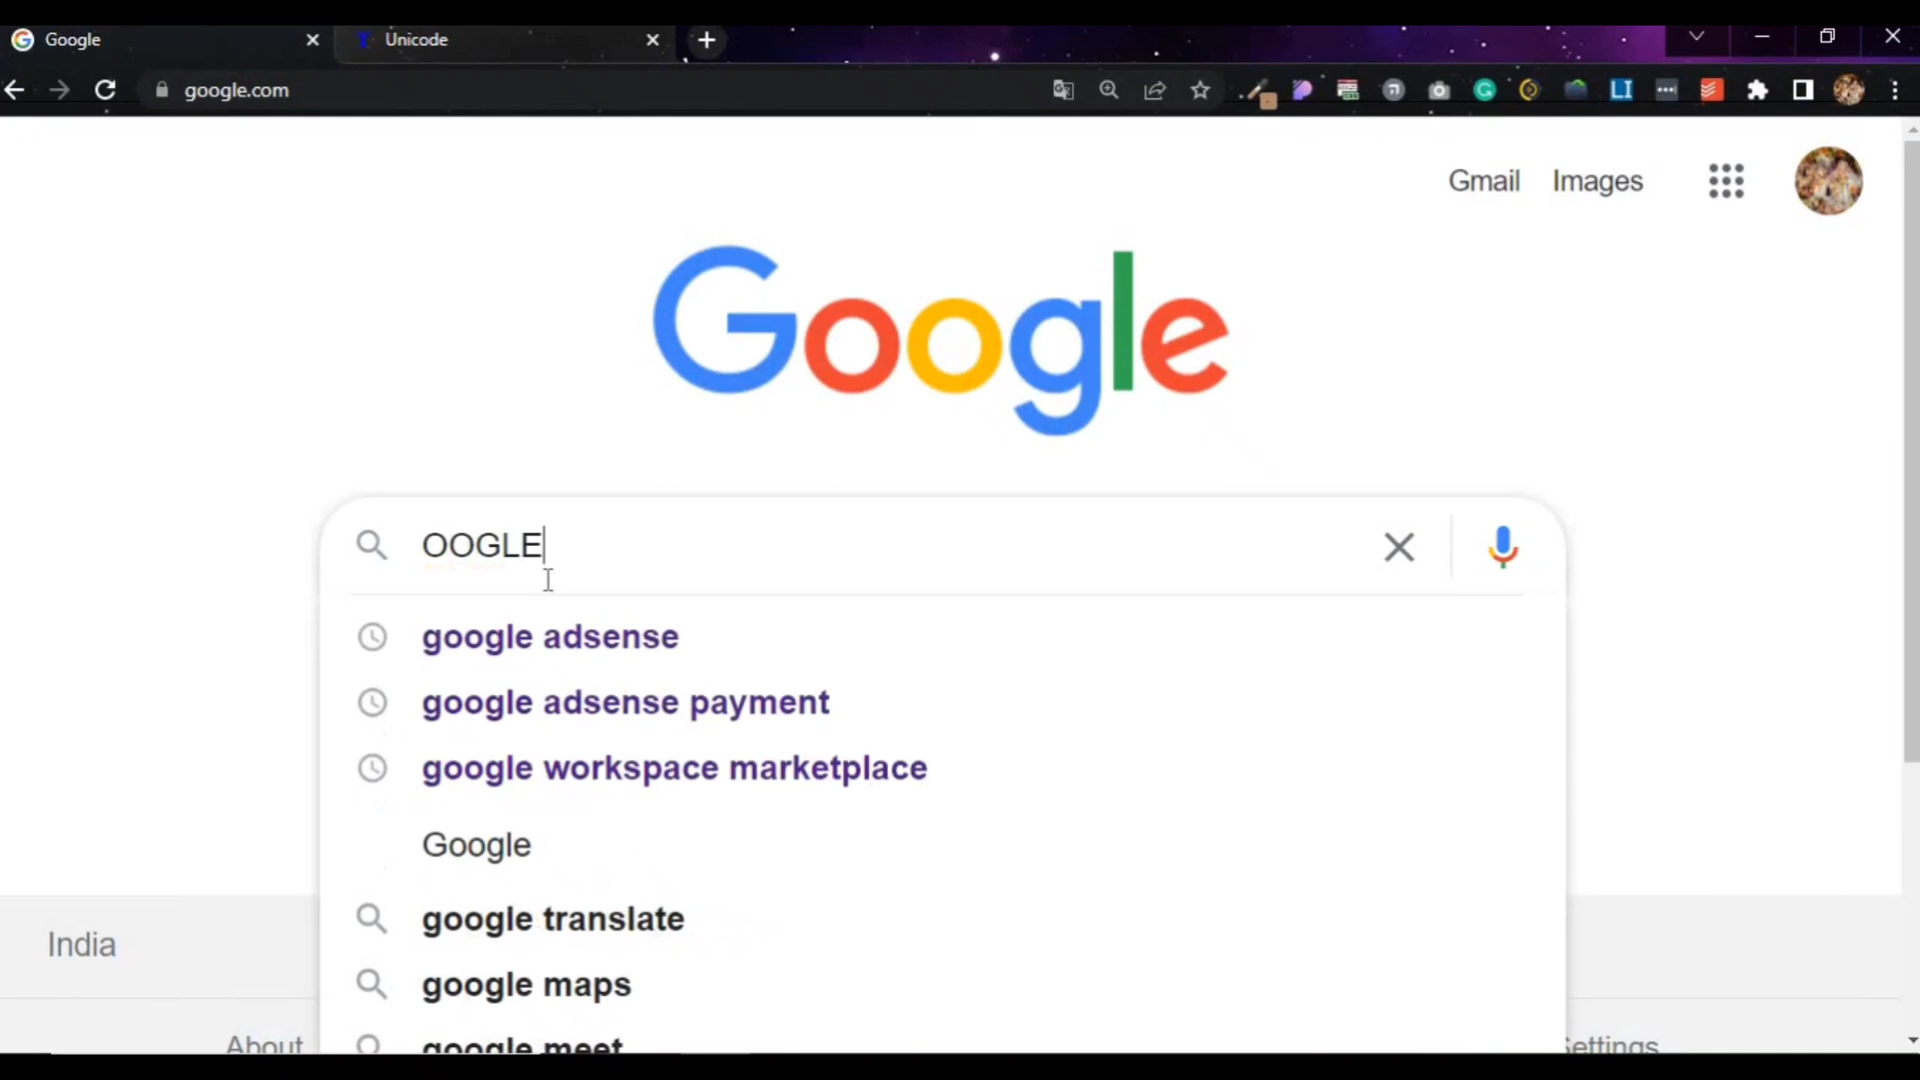 Google
Unicode
google.com
Gmail Images
Google
OOGLE
google adsense
google adsense payment
google workspace marketplace
Google
google translate
google maps
google meet
India
About
Settings